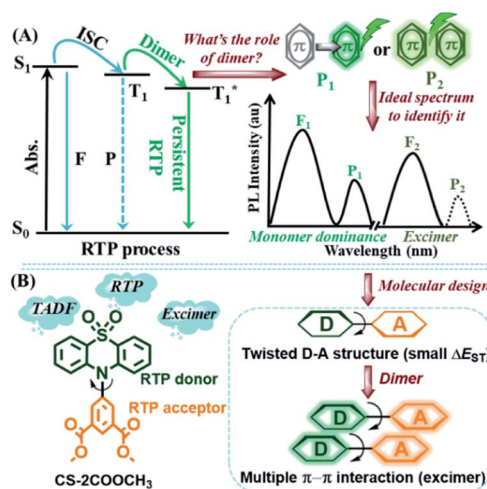 (A)
ISC
Dimer
What's the role
of dimer?
π
π
or
π
π
P1
P2
S1
T1
T1*
Abs.
F
P
Persistent
RTP
S0
RTP process
Ideal spectrum
to identify it
PL Intensity (au)
F1
P1
F2
P2
Monomer dominance
Excimer
Wavelength (nm)
(B)
TADF
RTP
Excimer
O
O
S
N
RTP donor
RTP acceptor
O
O
O
O
CS-2COOCH3
Molecular design
D
A
Twisted D-A structure (small ΔEST)
Dimer
D
A
D
A
Multiple π–π interaction (excimer)